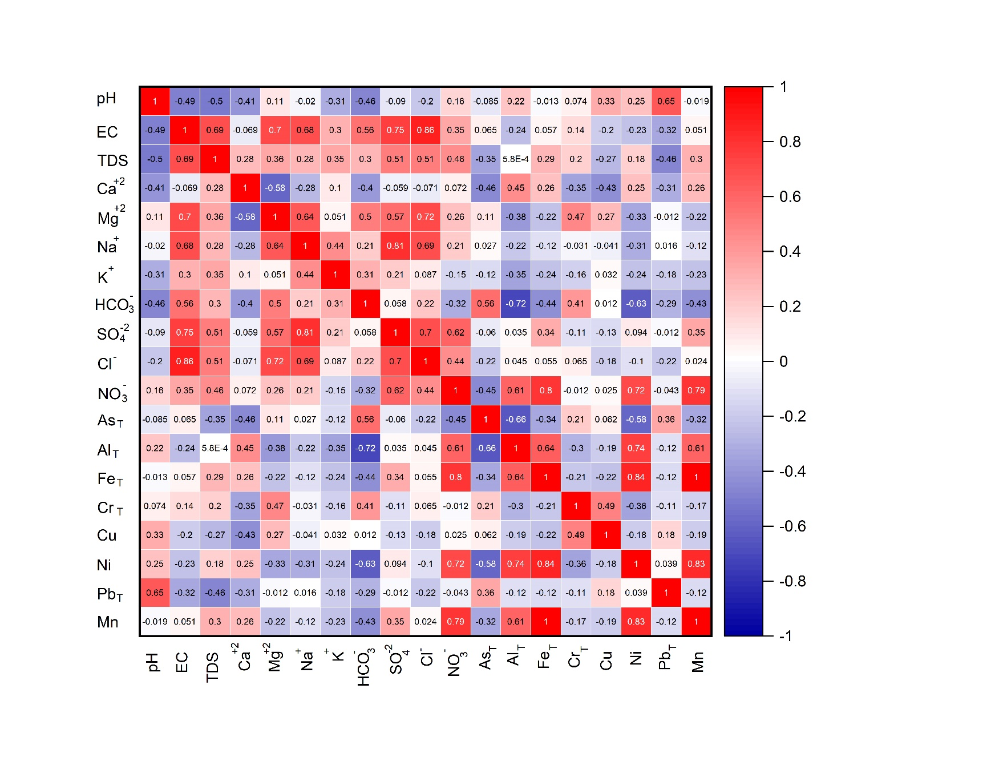 pH 1 -0.49 -0.5 -0.41 0.11 -0.02 -0.31 -0.46 -0.09 -0.2 0.16 -0.085 0.22 -0.013 0.074 0.33 0.25 0.65 -0.019
EC -0.49 1 0.69 -0.069 0.7 0.68 0.3 0.56 0.75 0.86 0.35 0.065 -0.24 0.057 0.14 -0.2 -0.23 -0.32 0.051
TDS -0.5 0.69 1 0.28 0.36 0.28 0.35 0.3 0.51 0.51 0.46 -0.35 5.8E-4 0.29 0.2 -0.27 0.18 -0.46 0.3
Ca+2 -0.41 -0.069 0.28 1 -0.58 -0.28 0.1 -0.4 -0.059 -0.071 0.072 -0.46 0.45 0.26 -0.35 -0.43 0.25 -0.31 0.26
Mg+2 0.11 0.7 0.36 -0.58 1 0.64 0.051 0.5 0.57 0.72 0.26 0.11 -0.38 -0.22 0.47 0.27 -0.33 -0.012 -0.22
Na+ -0.02 0.68 0.28 -0.28 0.64 1 0.44 0.21 0.81 0.69 0.21 0.027 -0.22 -0.12 -0.031 -0.041 -0.31 0.016 -0.12
K+ -0.31 0.3 0.35 0.1 0.051 0.44 1 0.31 0.21 0.087 -0.15 -0.12 -0.35 -0.24 -0.16 0.032 -0.24 -0.18 -0.23
HCO3- -0.46 0.56 0.3 -0.4 0.5 0.21 0.31 1 0.058 0.22 -0.32 0.56 -0.72 -0.44 0.41 0.012 -0.63 -0.29 -0.43
SO4-2 -0.09 0.75 0.51 -0.059 0.57 0.81 0.21 0.058 1 0.7 0.62 -0.06 0.035 0.34 -0.11 -0.13 0.094 -0.012 0.35
Cl- -0.2 0.86 0.51 -0.071 0.72 0.69 0.087 0.22 0.7 1 0.44 -0.22 0.045 0.055 0.065 -0.18 -0.1 -0.22 0.024
NO3- 0.16 0.35 0.46 0.072 0.26 0.21 -0.15 -0.32 0.62 0.44 1 -0.45 0.61 0.8 -0.012 0.025 0.72 -0.043 0.79
AsT -0.085 0.065 -0.35 -0.46 0.11 0.027 -0.12 0.56 -0.06 -0.22 -0.45 1 -0.66 -0.34 0.21 0.062 -0.58 0.36 -0.32
AlT 0.22 -0.24 5.8E-4 0.45 -0.38 -0.22 -0.35 -0.72 0.035 0.045 0.61 -0.66 1 0.64 -0.3 -0.19 0.74 -0.12 0.61
FeT -0.013 0.057 0.29 0.26 -0.22 -0.12 -0.24 -0.44 0.34 0.055 0.8 -0.34 0.64 1 -0.21 -0.22 0.84 -0.12 1
CrT 0.074 0.14 0.2 -0.35 0.47 -0.031 -0.16 0.41 -0.11 0.065 -0.012 0.21 -0.3 -0.21 1 0.49 -0.36 -0.11 -0.17
Cu 0.33 -0.2 -0.27 -0.43 0.27 -0.041 0.032 0.012 -0.13 -0.18 0.025 0.062 -0.19 -0.22 0.49 1 -0.18 0.18 -0.19
Ni 0.25 -0.23 0.18 0.25 -0.33 -0.31 -0.24 -0.63 0.094 -0.1 0.72 -0.58 0.74 0.84 -0.36 -0.18 1 0.039 0.83
PbT 0.65 -0.32 -0.46 -0.31 -0.012 0.016 -0.18 -0.29 -0.012 -0.22 -0.043 0.36 -0.12 -0.12 -0.11 0.18 0.039 1 -0.12
Mn -0.019 0.051 0.3 0.26 -0.22 -0.12 -0.23 -0.43 0.35 0.024 0.79 -0.32 0.61 1 -0.17 -0.19 0.83 -0.12 1
pH EC TDS Ca+2 Mg+2 Na+ +K HCO3- SO4-2 Cl- NO3- AsT AlT FeT CrT Cu Ni PbT Mn
1
0.8
0.6
0.4
0.2
0
-0.2
-0.4
-0.6
-0.8
-1